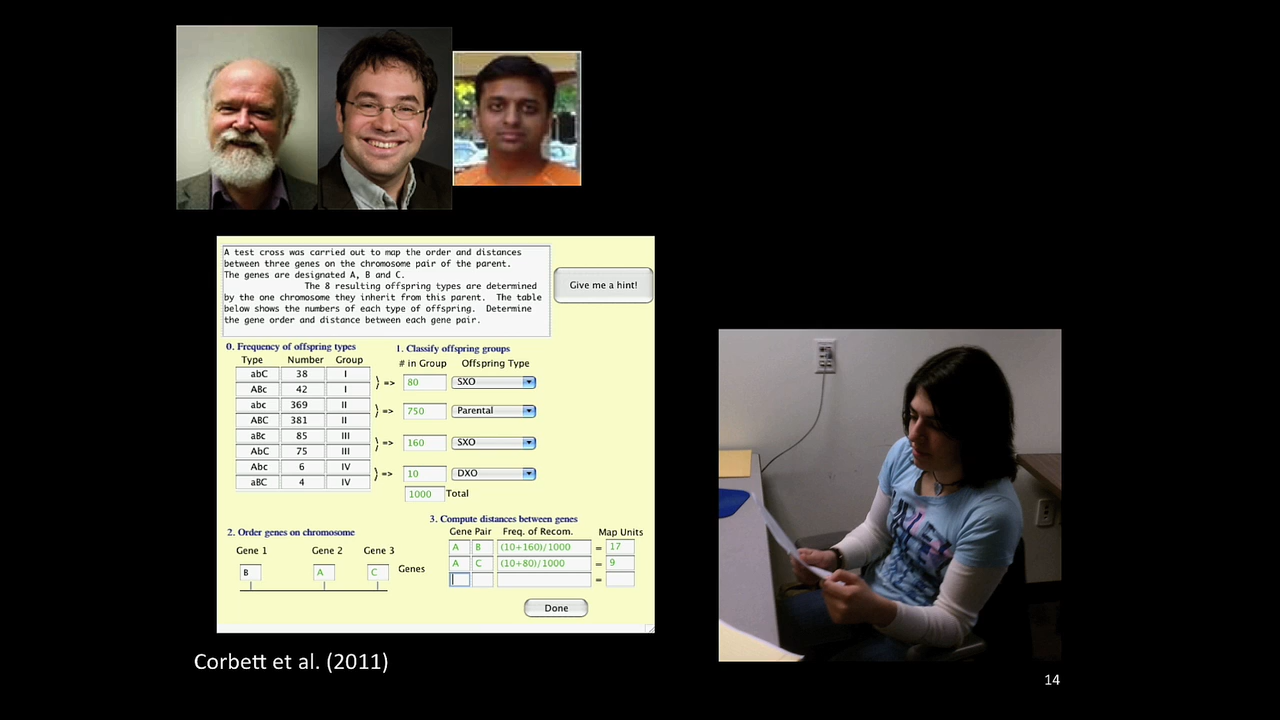 A test cross was carried out to map the order and distances
between three genes on the chromosome pair of the parent.
The genes are designated A, B and C.
The 8 resulting offspring types are determined
by the one chromosome they inherit from this parent. The table
below shows the numbers of each type of offspring. Determine
the gene order and distance between each gene pair.
Give me a hint!
0. Frequency of offspring types
Type Number Group
abC 38 I
ABc 42 I
abc 369 II
ABC 381 II
aBc 85 III
AbC 75 III
Abc 6 IV
aBC 4 IV
1. Classify offspring groups
# in Group Offspring Type
} => 80 SXO
} => 750 Parental
} => 160 SXO
} => 10 DXO
1000 Total
2. Order genes on chromosome
Gene 1 Gene 2 Gene 3
B A C Genes
3. Compute distances between genes
Gene Pair Freq. of Recom. Map Units
A B (10+160)/1000 = 17
A C (10+80)/1000 = 9
=
Done
Corbett et al. (2011)
14